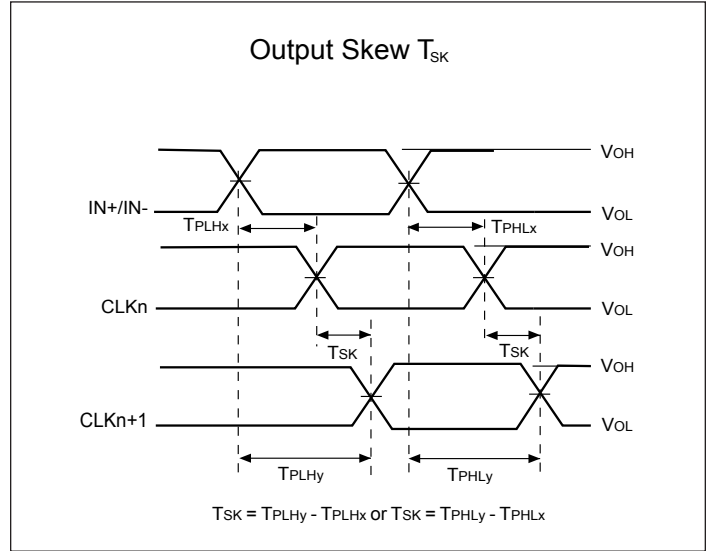 Output Skew TSK
VOH
IN+/IN-
VOL
TPLHx
TPHLx
VOH
CLKn
VOL
TSK
TSK
VOH
CLKn+1
VOL
TPLHy
TPHLy
TSK = TPLHy - TPLHx or TSK = TPHLy - TPHLx